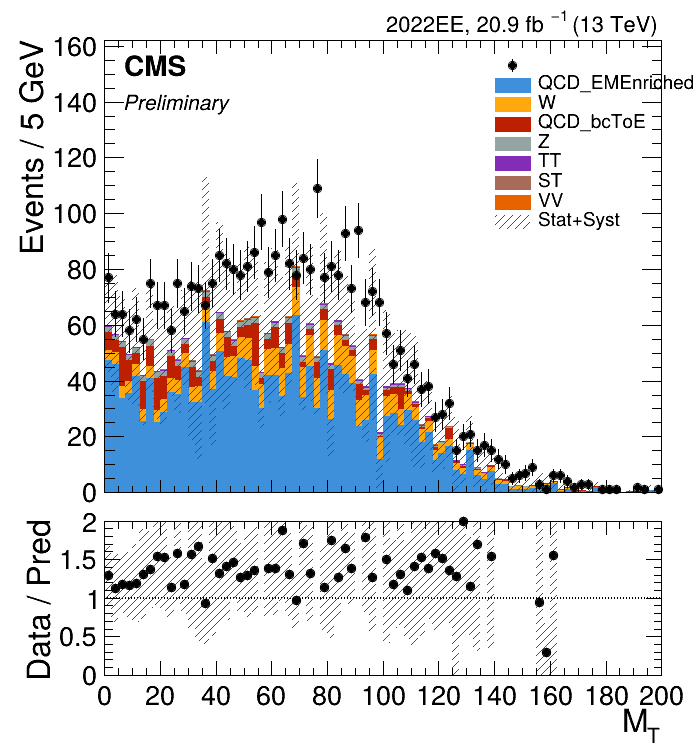 2022EE, 20.9 fb ⁻¹ (13 TeV)
Events / 5 GeV
160
140
120
100
80
60
40
20
0
CMS
Preliminary
QCD_EMEnriched
W
QCD_bcToE
Z
TT
ST
VV
Stat+Syst
Data / Pred
2
1.5
1
0.5
0
0 20 40 60 80 100 120 140 160 180 200
M_T